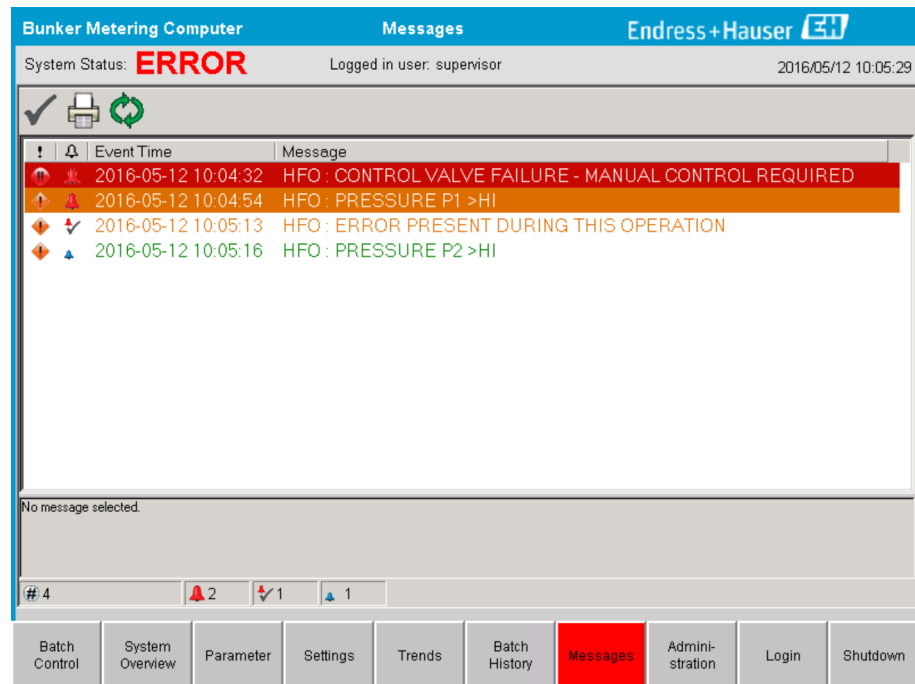 Bunker Metering Computer Messages Endress+Hauser EH
System Status: ERROR Logged in user: supervisor 2016/05/12 10:05:29
! Event Time Message
2016-05-12 10:04:32 HFO : CONTROL VALVE FAILURE - MANUAL CONTROL REQUIRED
2016-05-12 10:04:54 HFO : PRESSURE P1 >HI
2016-05-12 10:05:13 HFO : ERROR PRESENT DURING THIS OPERATION
2016-05-12 10:05:16 HFO : PRESSURE P2 >HI
No message selected.
# 4 2 1 1
Batch Control System Overview Parameter Settings Trends Batch History Messages Admini-stration Login Shutdown